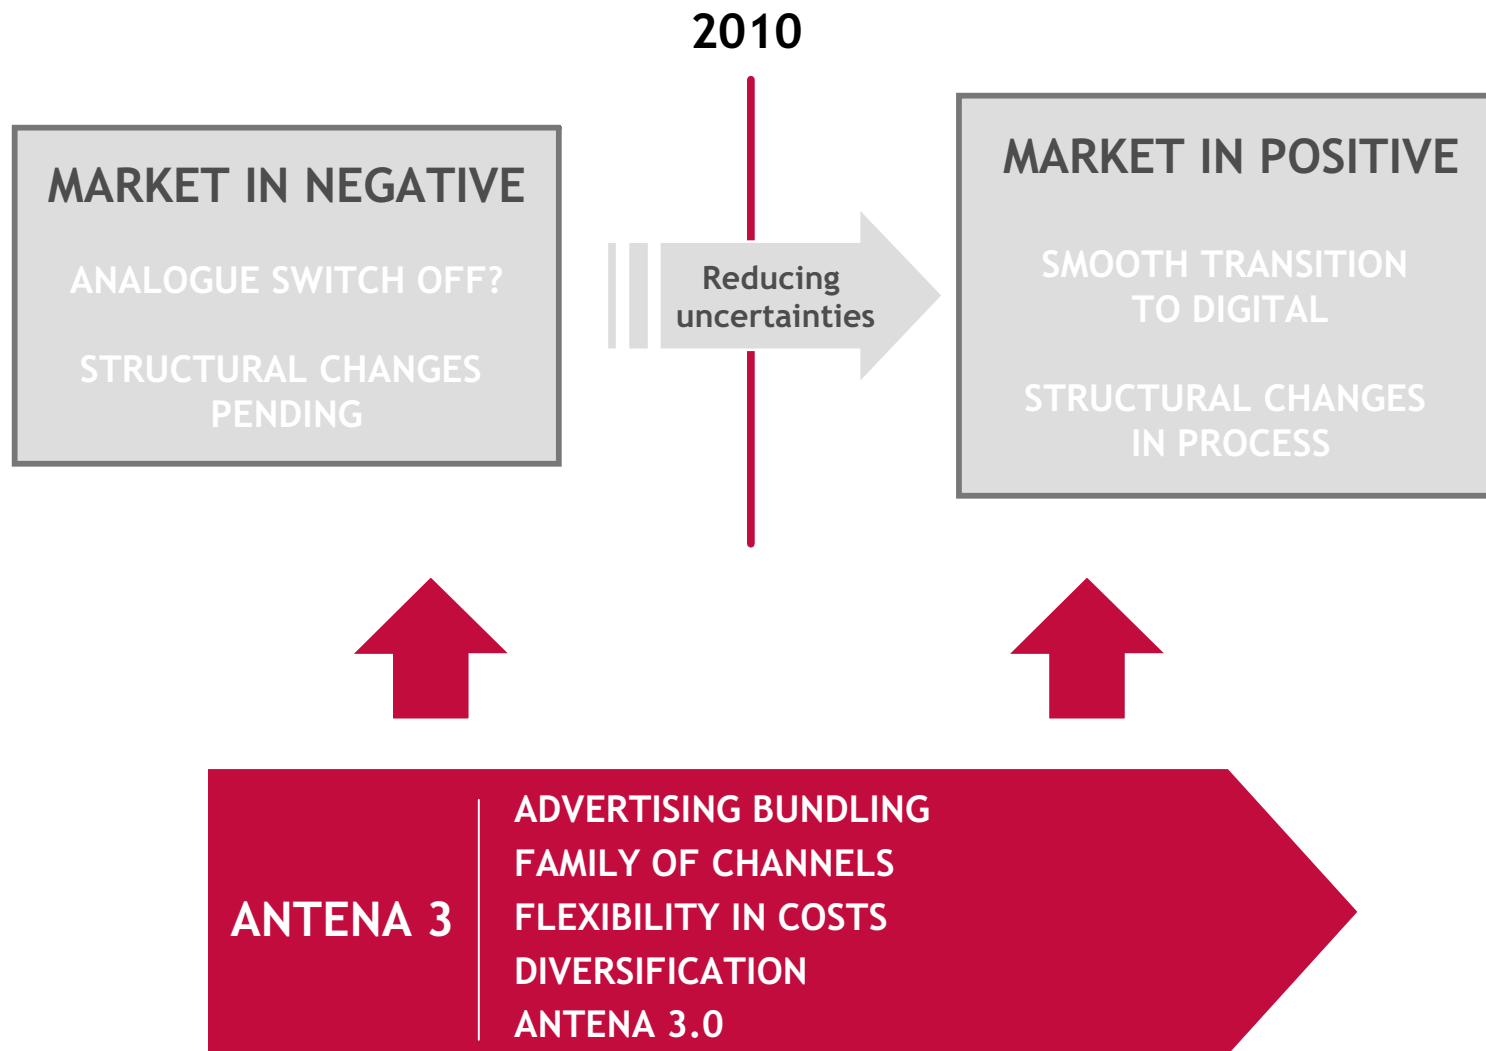 2010
MARKET IN NEGATIVE
ANALOGUE SWITCH OFF?
STRUCTURAL CHANGES
PENDING
Reducing
uncertainties
MARKET IN POSITIVE
SMOOTH TRANSITION
TO DIGITAL
STRUCTURAL CHANGES
IN PROCESS
ANTENA 3
ADVERTISING BUNDLING
FAMILY OF CHANNELS
FLEXIBILITY IN COSTS
DIVERSIFICATION
ANTENA 3.0